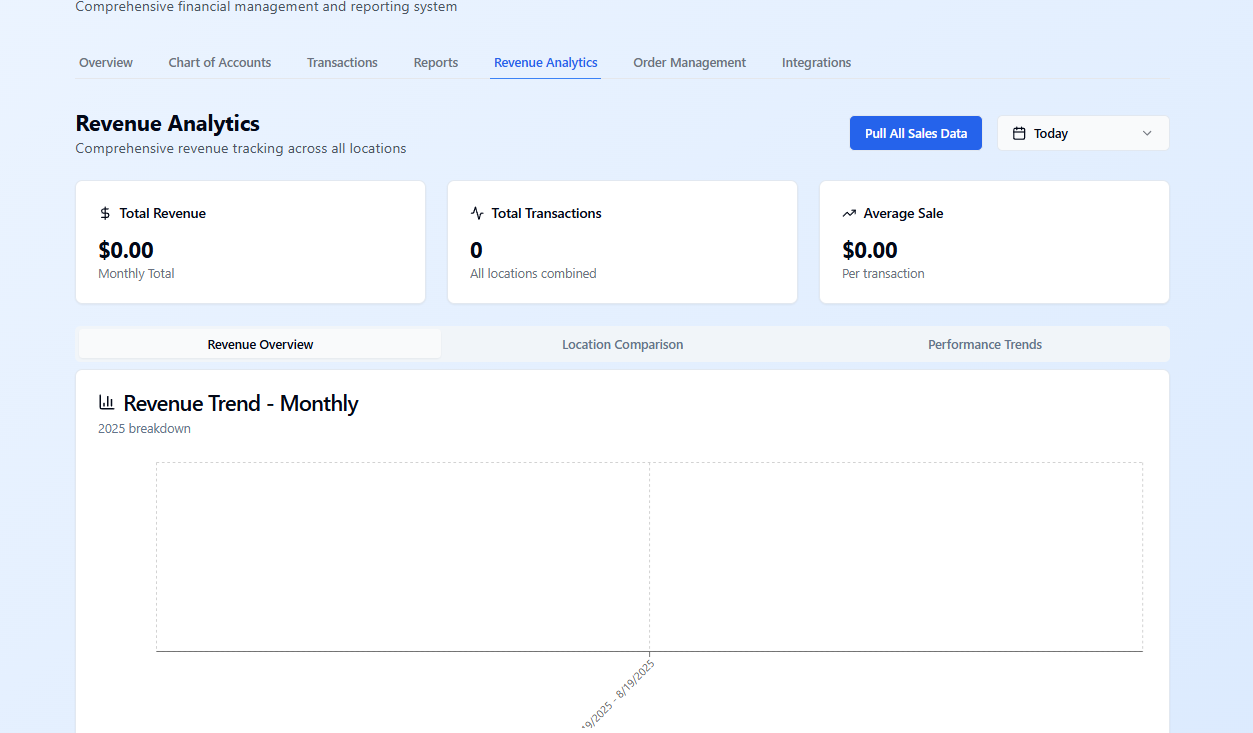 Comprehensive financial management and reporting system
Overview
Chart of Accounts
Transactions
Reports
Revenue Analytics
Order Management
Integrations
Revenue Analytics
Comprehensive revenue tracking across all locations
Pull All Sales Data
Today
Total Revenue
$0.00
Monthly Total
Total Transactions
0
All locations combined
Average Sale
$0.00
Per transaction
Revenue Overview
Location Comparison
Performance Trends
Revenue Trend - Monthly
2025 breakdown
19/2025 - 8/19/2025